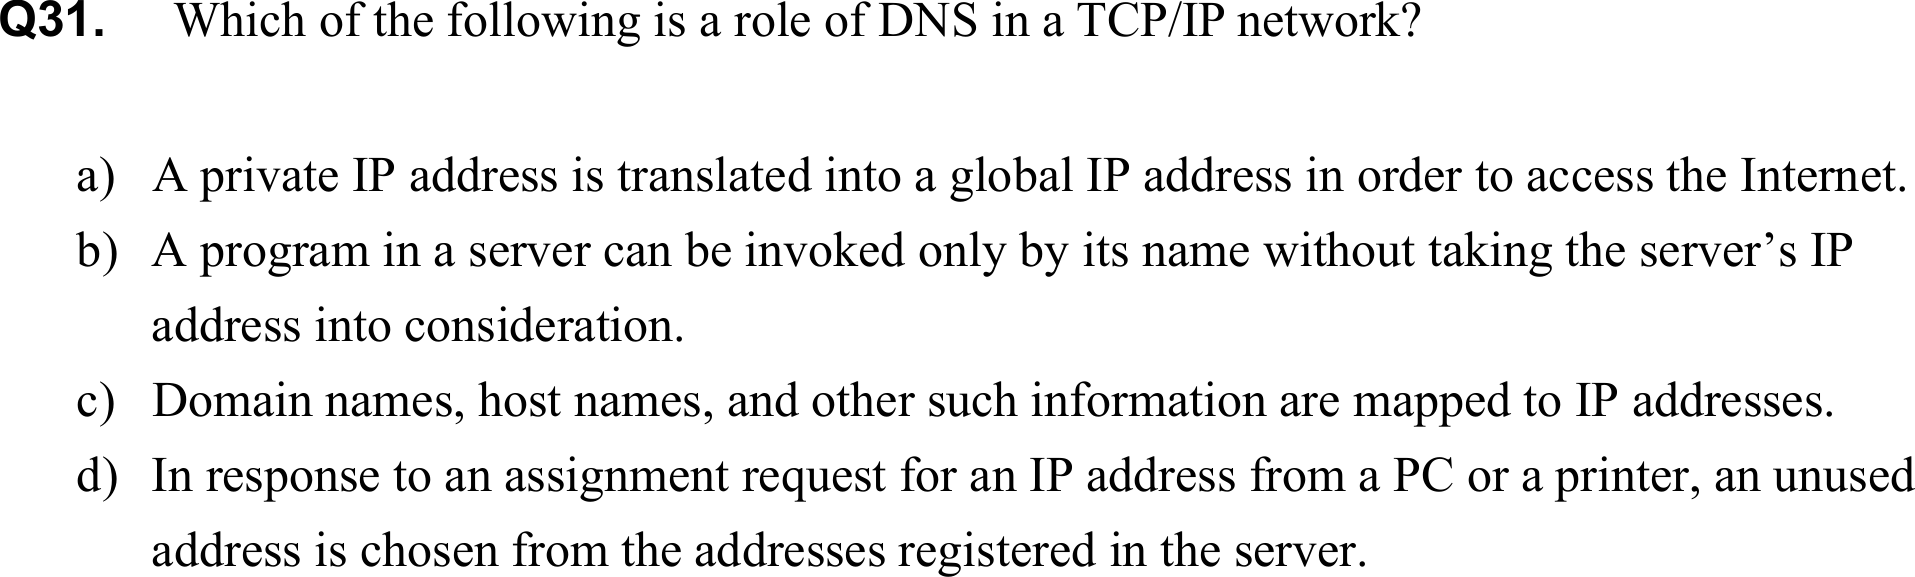 Q31. Which of the following is a role of DNS in a TCP/IP network?
a) A private IP address is translated into a global IP address in order to access the Internet.
b) A program in a server can be invoked only by its name without taking the server’s IP
address into consideration.
c) Domain names, host names, and other such information are mapped to IP addresses.
d) In response to an assignment request for an IP address from a PC or a printer, an unused
address is chosen from the addresses registered in the server.